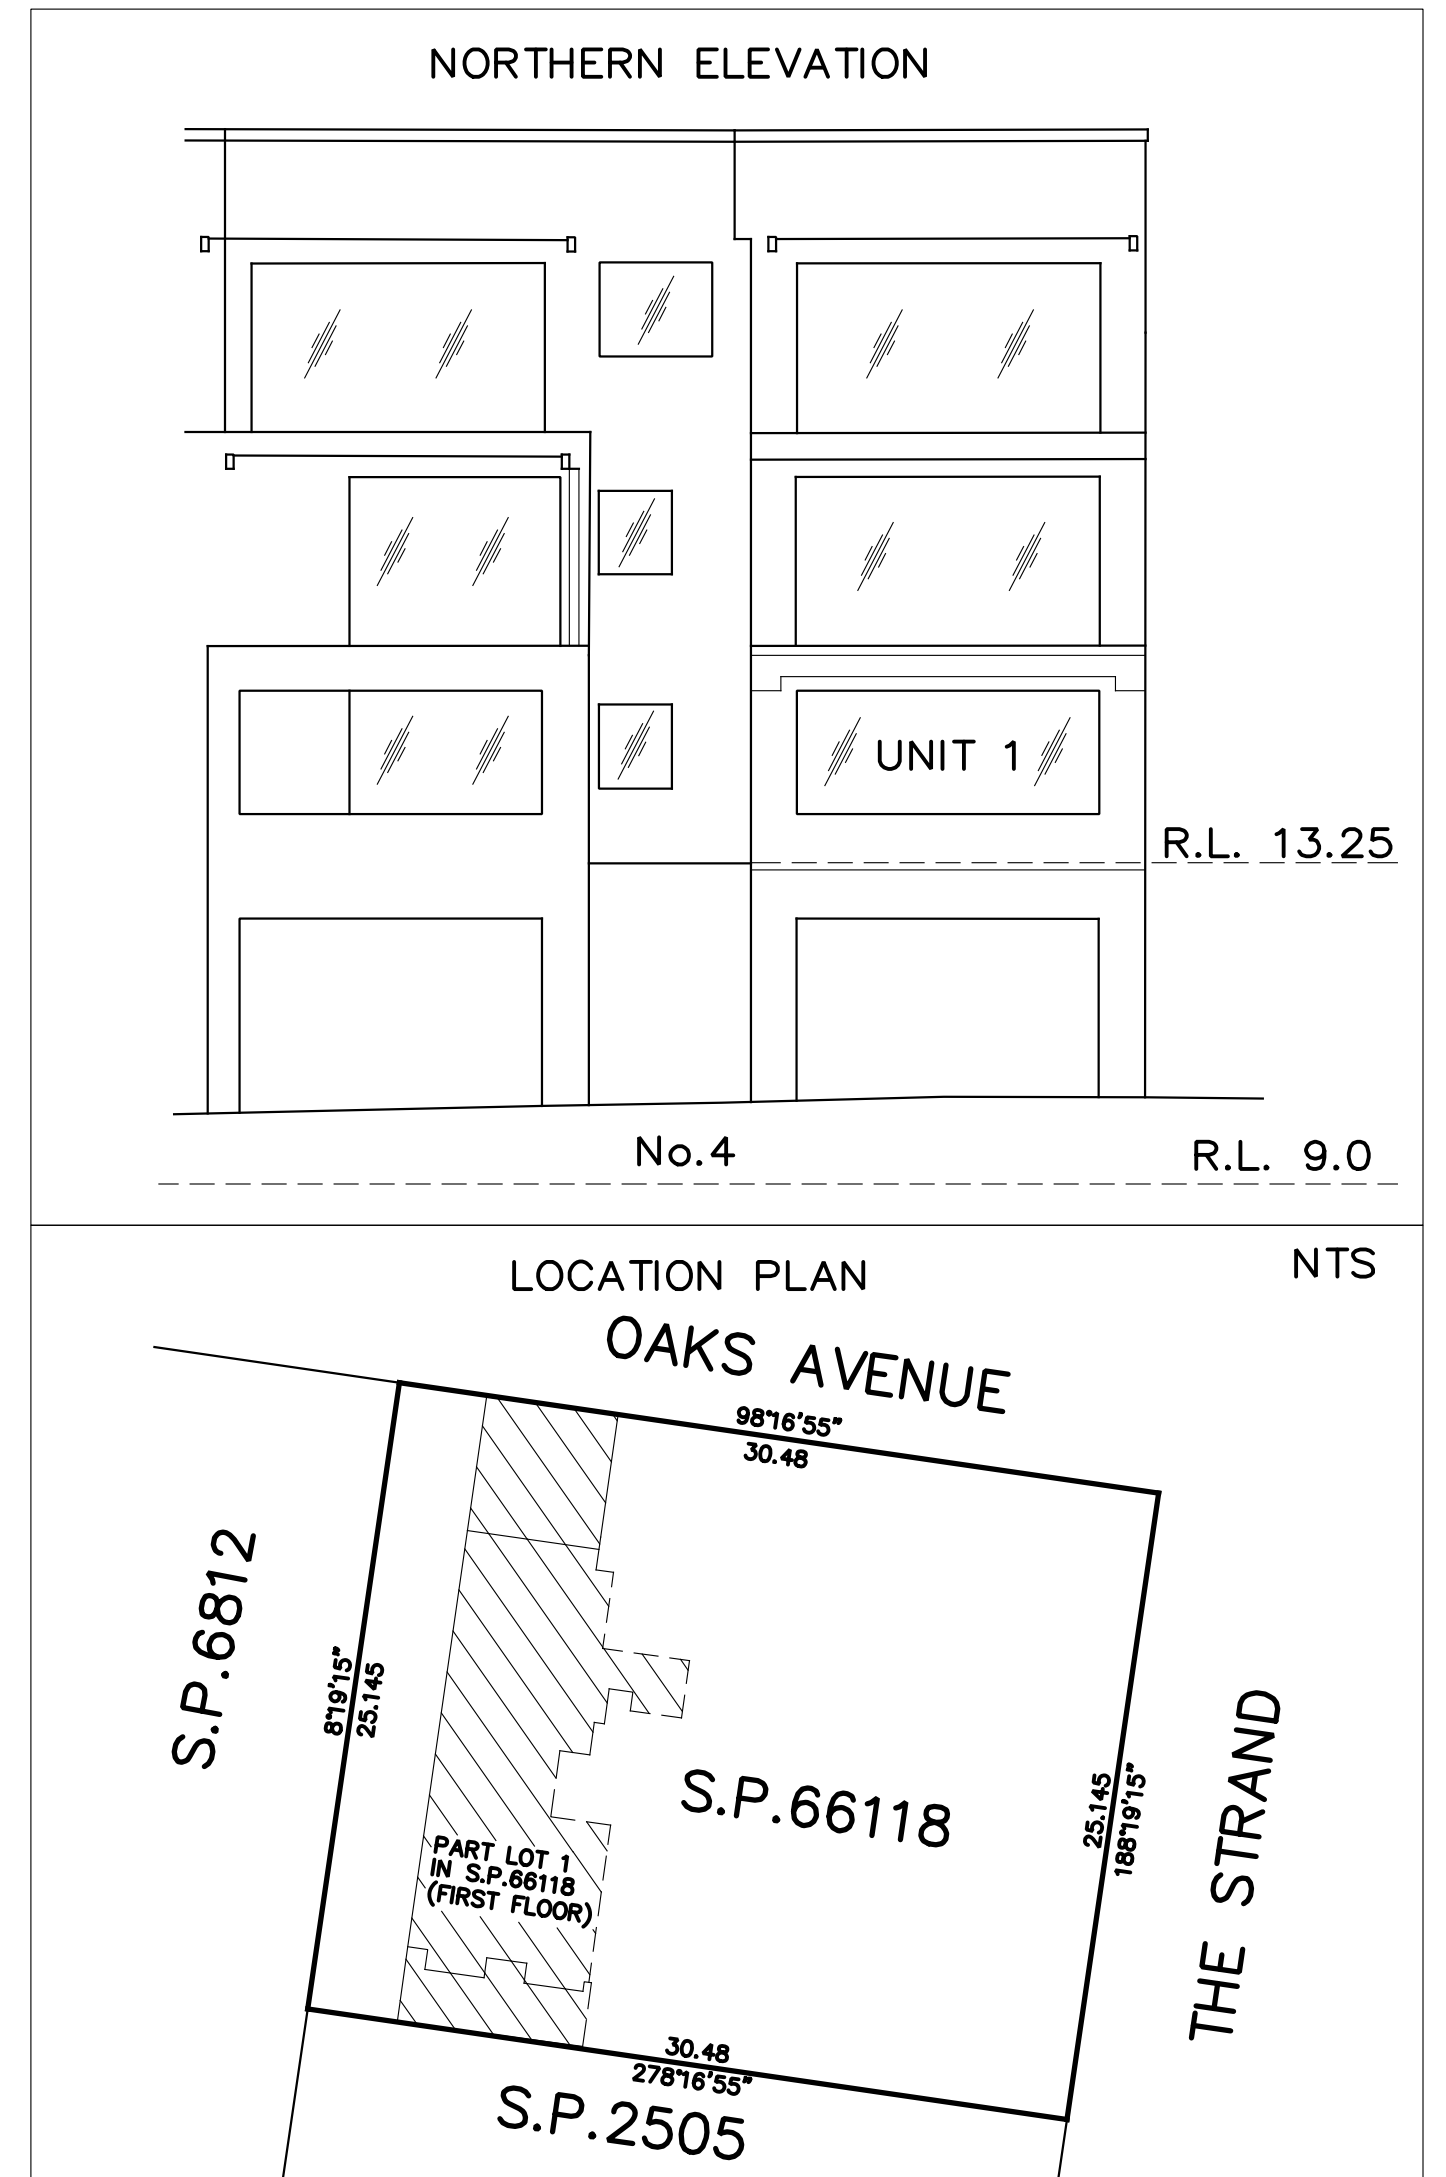 NORTHERN ELEVATION
UNIT 1
R.L. 13.25
No.4
R.L. 9.0
LOCATION PLAN
NTS
OAKS AVENUE
98°16'55"
30.48
S.P.6812
8°19'15"
25.145
S.P.66118
25.145
188°19'15"
THE STRAND
PART LOT 1
IN S.P.66118
(FIRST FLOOR)
30.48
278°16'55"
S.P.2505